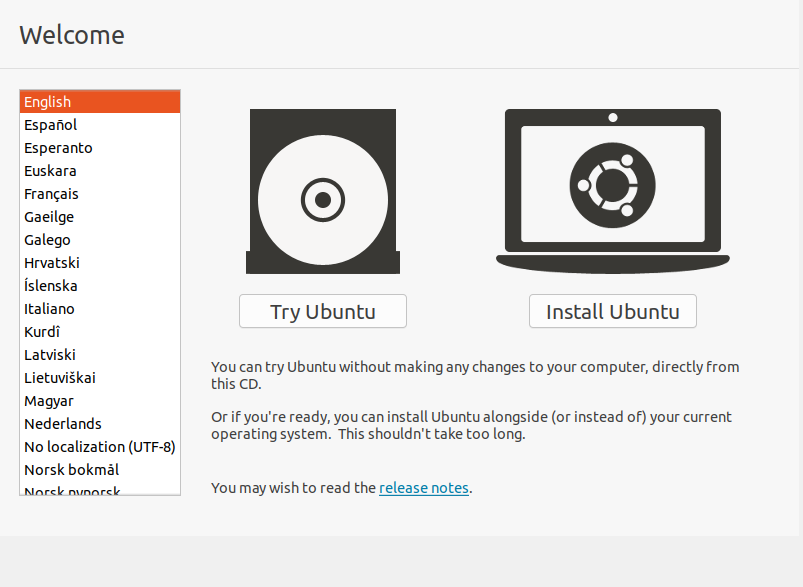 Welcome
English
Español
Esperanto
Euskara
Français
Gaeilge
Galego
Hrvatski
Íslenska
Italiano
Kurdî
Latviski
Lietuviškai
Magyar
Nederlands
No localization (UTF-8)
Norsk bokmål
Norsk nynorsk
Try Ubuntu
Install Ubuntu
You can try Ubuntu without making any changes to your computer, directly from
this CD.
Or if you're ready, you can install Ubuntu alongside (or instead of) your current
operating system.  This shouldn't take too long.
You may wish to read the release notes.